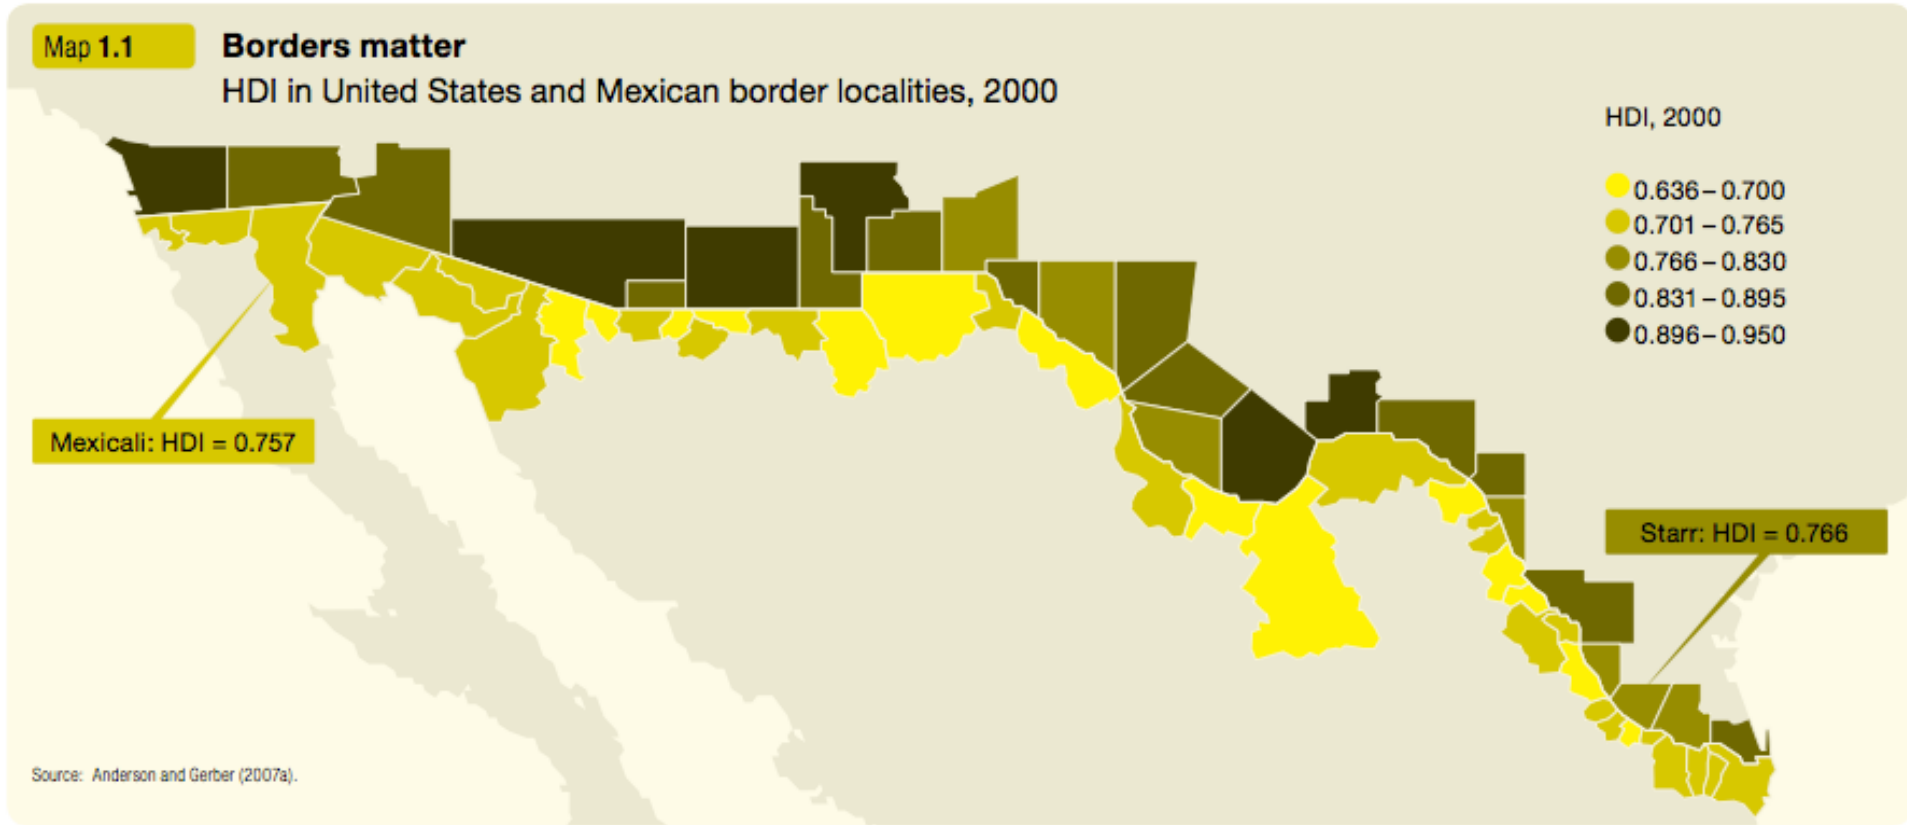 Map 1.1
Borders matter
HDI in United States and Mexican border localities, 2000
HDI, 2000
0.636 – 0.700
0.701 – 0.765
0.766 – 0.830
0.831 – 0.895
0.896 – 0.950
Mexicali: HDI = 0.757
Starr: HDI = 0.766
Source: Anderson and Gerber (2007a).